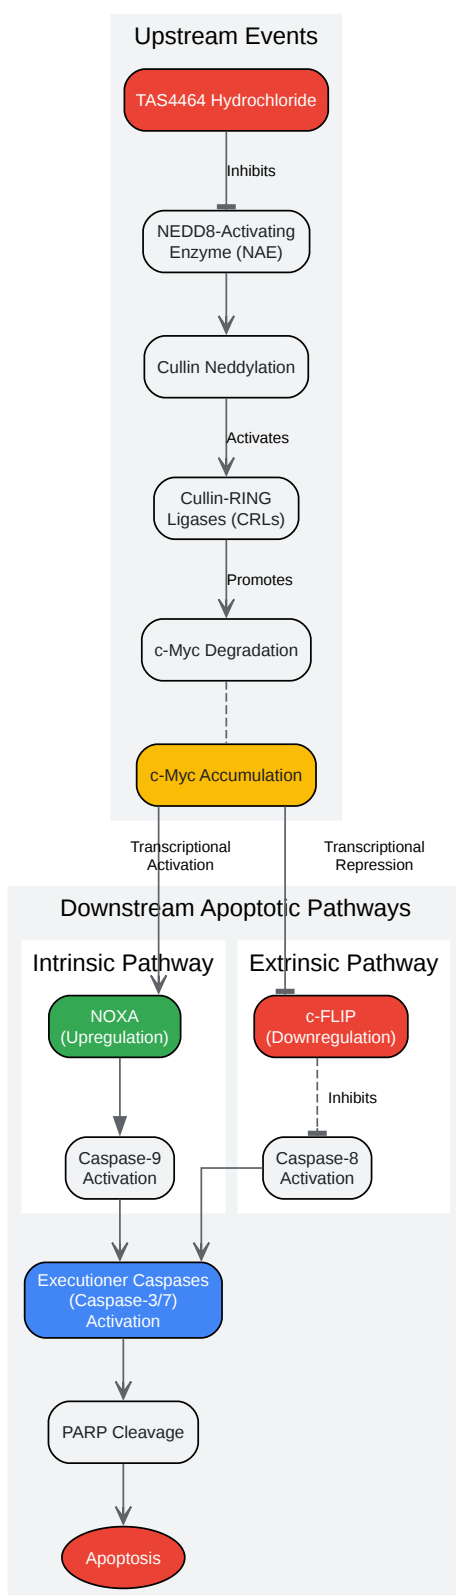 Upstream Events
TAS4464 Hydrochloride
Inhibits
NEDD8-Activating
Enzyme (NAE)
Cullin Neddylation
Activates
Cullin-RING
Ligases (CRLs)
Promotes
c-Myc Degradation
c-Myc Accumulation
Transcriptional
Activation
Transcriptional
Repression
Downstream Apoptotic Pathways
Intrinsic Pathway
Extrinsic Pathway
NOXA
(Upregulation)
c-FLIP
(Downregulation)
Inhibits
Caspase-9
Activation
Caspase-8
Activation
Executioner Caspases
(Caspase-3/7)
Activation
PARP Cleavage
Apoptosis